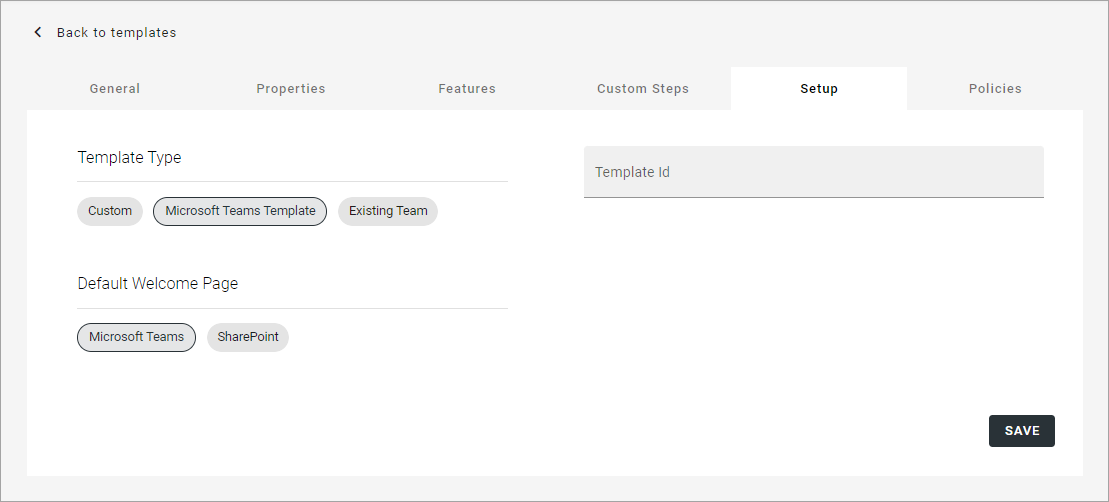 Back to templates
General Properties Features Custom Steps Setup Policies
Template Type
Custom Microsoft Teams Template Existing Team
Template Id
Default Welcome Page
Microsoft Teams SharePoint
SAVE